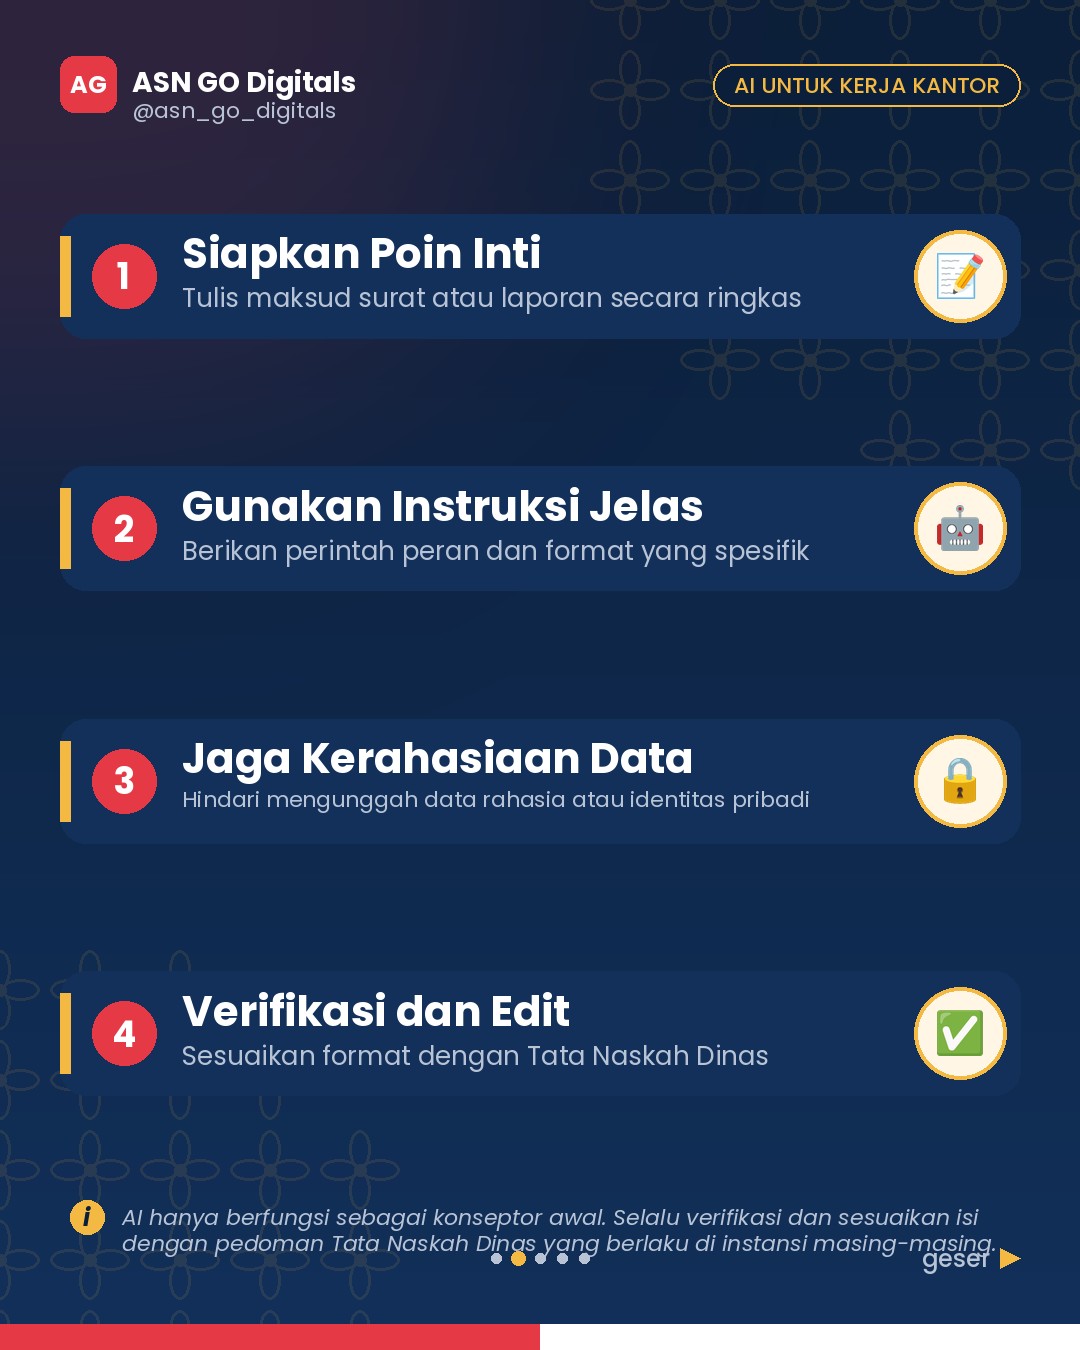 AG
ASN GO Digitals
@asn_go_digitals
AI UNTUK KERJA KANTOR
1
Siapkan Poin Inti
Tulis maksud surat atau laporan secara ringkas
2
Gunakan Instruksi Jelas
Berikan perintah peran dan format yang spesifik
3
Jaga Kerahasiaan Data
Hindari mengunggah data rahasia atau identitas pribadi
4
Verifikasi dan Edit
Sesuaikan format dengan Tata Naskah Dinas
i
AI hanya berfungsi sebagai konseptor awal. Selalu verifikasi dan sesuaikan isi
dengan pedoman Tata Naskah Dinas yang berlaku di instansi masing-masing.
geser